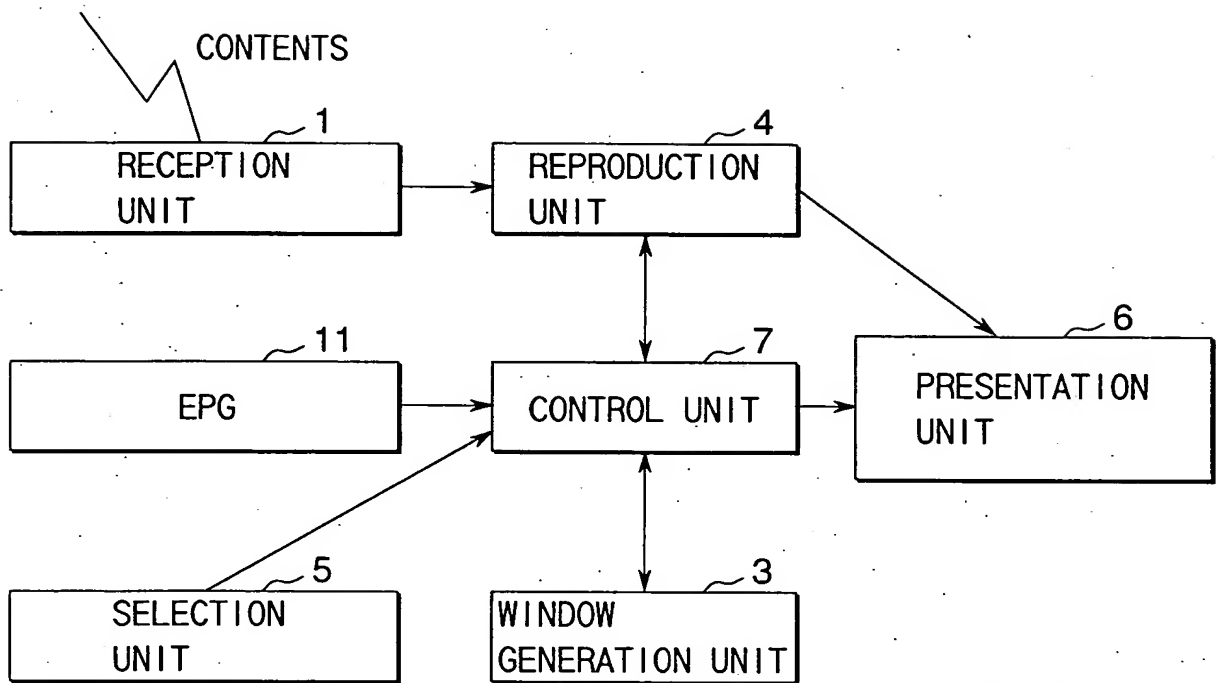 CONTENTS
1
RECEPTION
UNIT
4
REPRODUCTION
UNIT
11
EPG
7
CONTROL UNIT
6
PRESENTATION
UNIT
5
SELECTION
UNIT
3
WINDOW
GENERATION UNIT